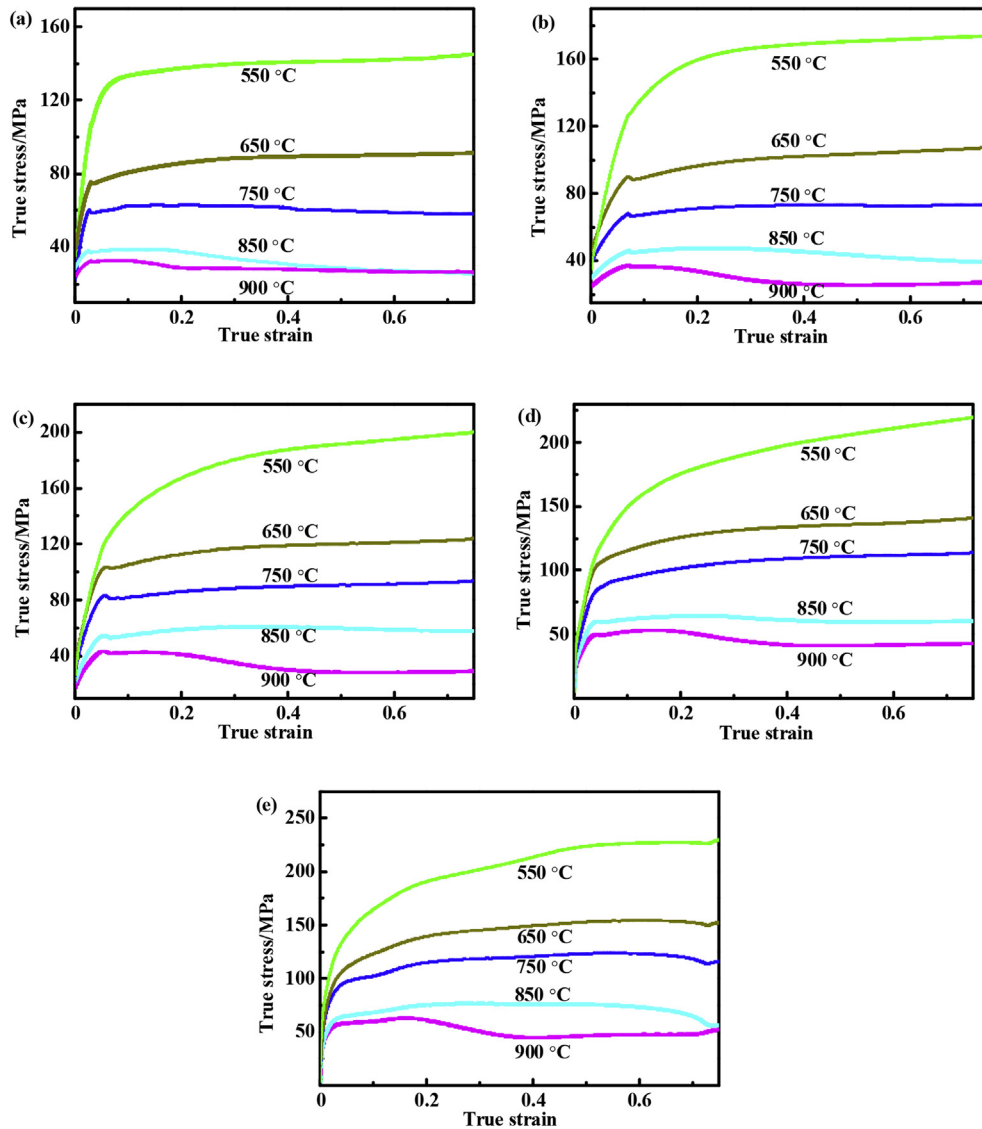 (a)
True stress/MPa
160
120
80
40
0
0.2
0.4
0.6
True strain
550 °C
650 °C
750 °C
850 °C
900 °C
(b)
True stress/MPa
160
120
80
40
0
0.2
0.4
0.6
True strain
550 °C
650 °C
750 °C
850 °C
900 °C
(c)
True stress/MPa
200
160
120
80
40
0
0.2
0.4
0.6
True strain
550 °C
650 °C
750 °C
850 °C
900 °C
(d)
True stress/MPa
200
150
100
50
0
0.2
0.4
0.6
True strain
550 °C
650 °C
750 °C
850 °C
900 °C
(e)
True stress/MPa
250
200
150
100
50
0
0.2
0.4
0.6
True strain
550 °C
650 °C
750 °C
850 °C
900 °C